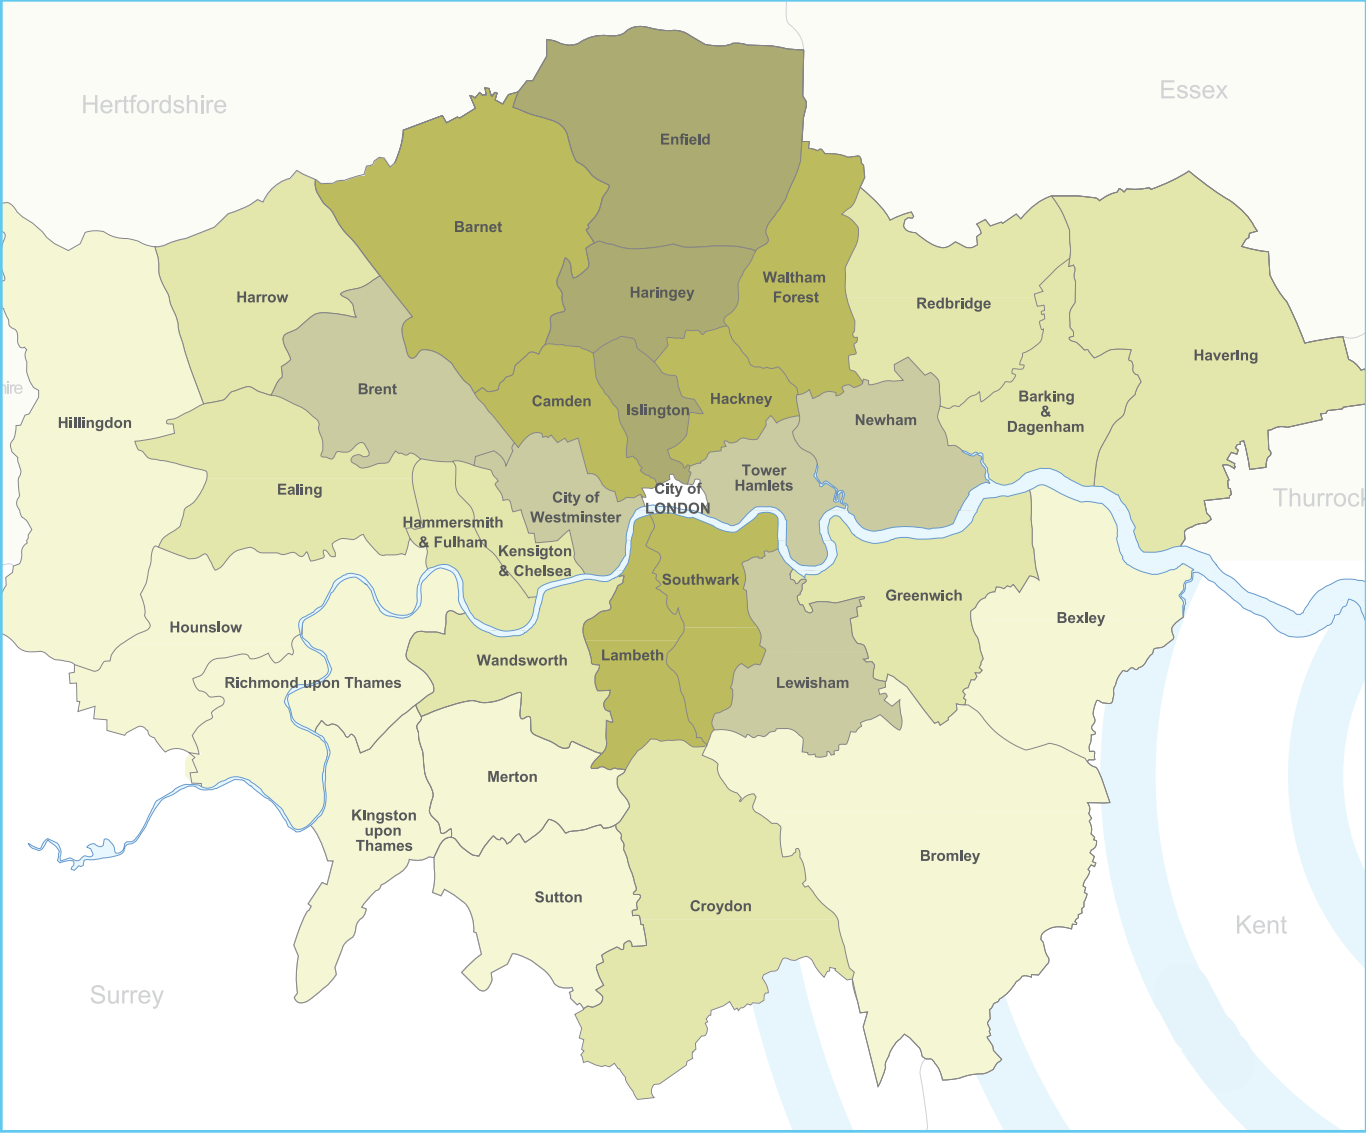 Essex
Hertfordshire
Enfield
Barnet
Waltham
Forest
Haringey
Harrow
Redbridge
Havering
Brent
hire
Camden
Islington
Hackney
Barking
&
Dagenham
Hillingdon
Newham
Tower
Hamlets
Ealing
City of
LONDON
City of
Westminster
Thurrock
Hammersmith
& Fulham
Kensigton
& Chelsea
Southwark
Greenwich
Bexley
Hounslow
Wandsworth
Lambeth
Richmond upon Thames
Lewisham
Merton
KIngston
upon
Thames
Bromley
Sutton
Croydon
Kent
Surrey